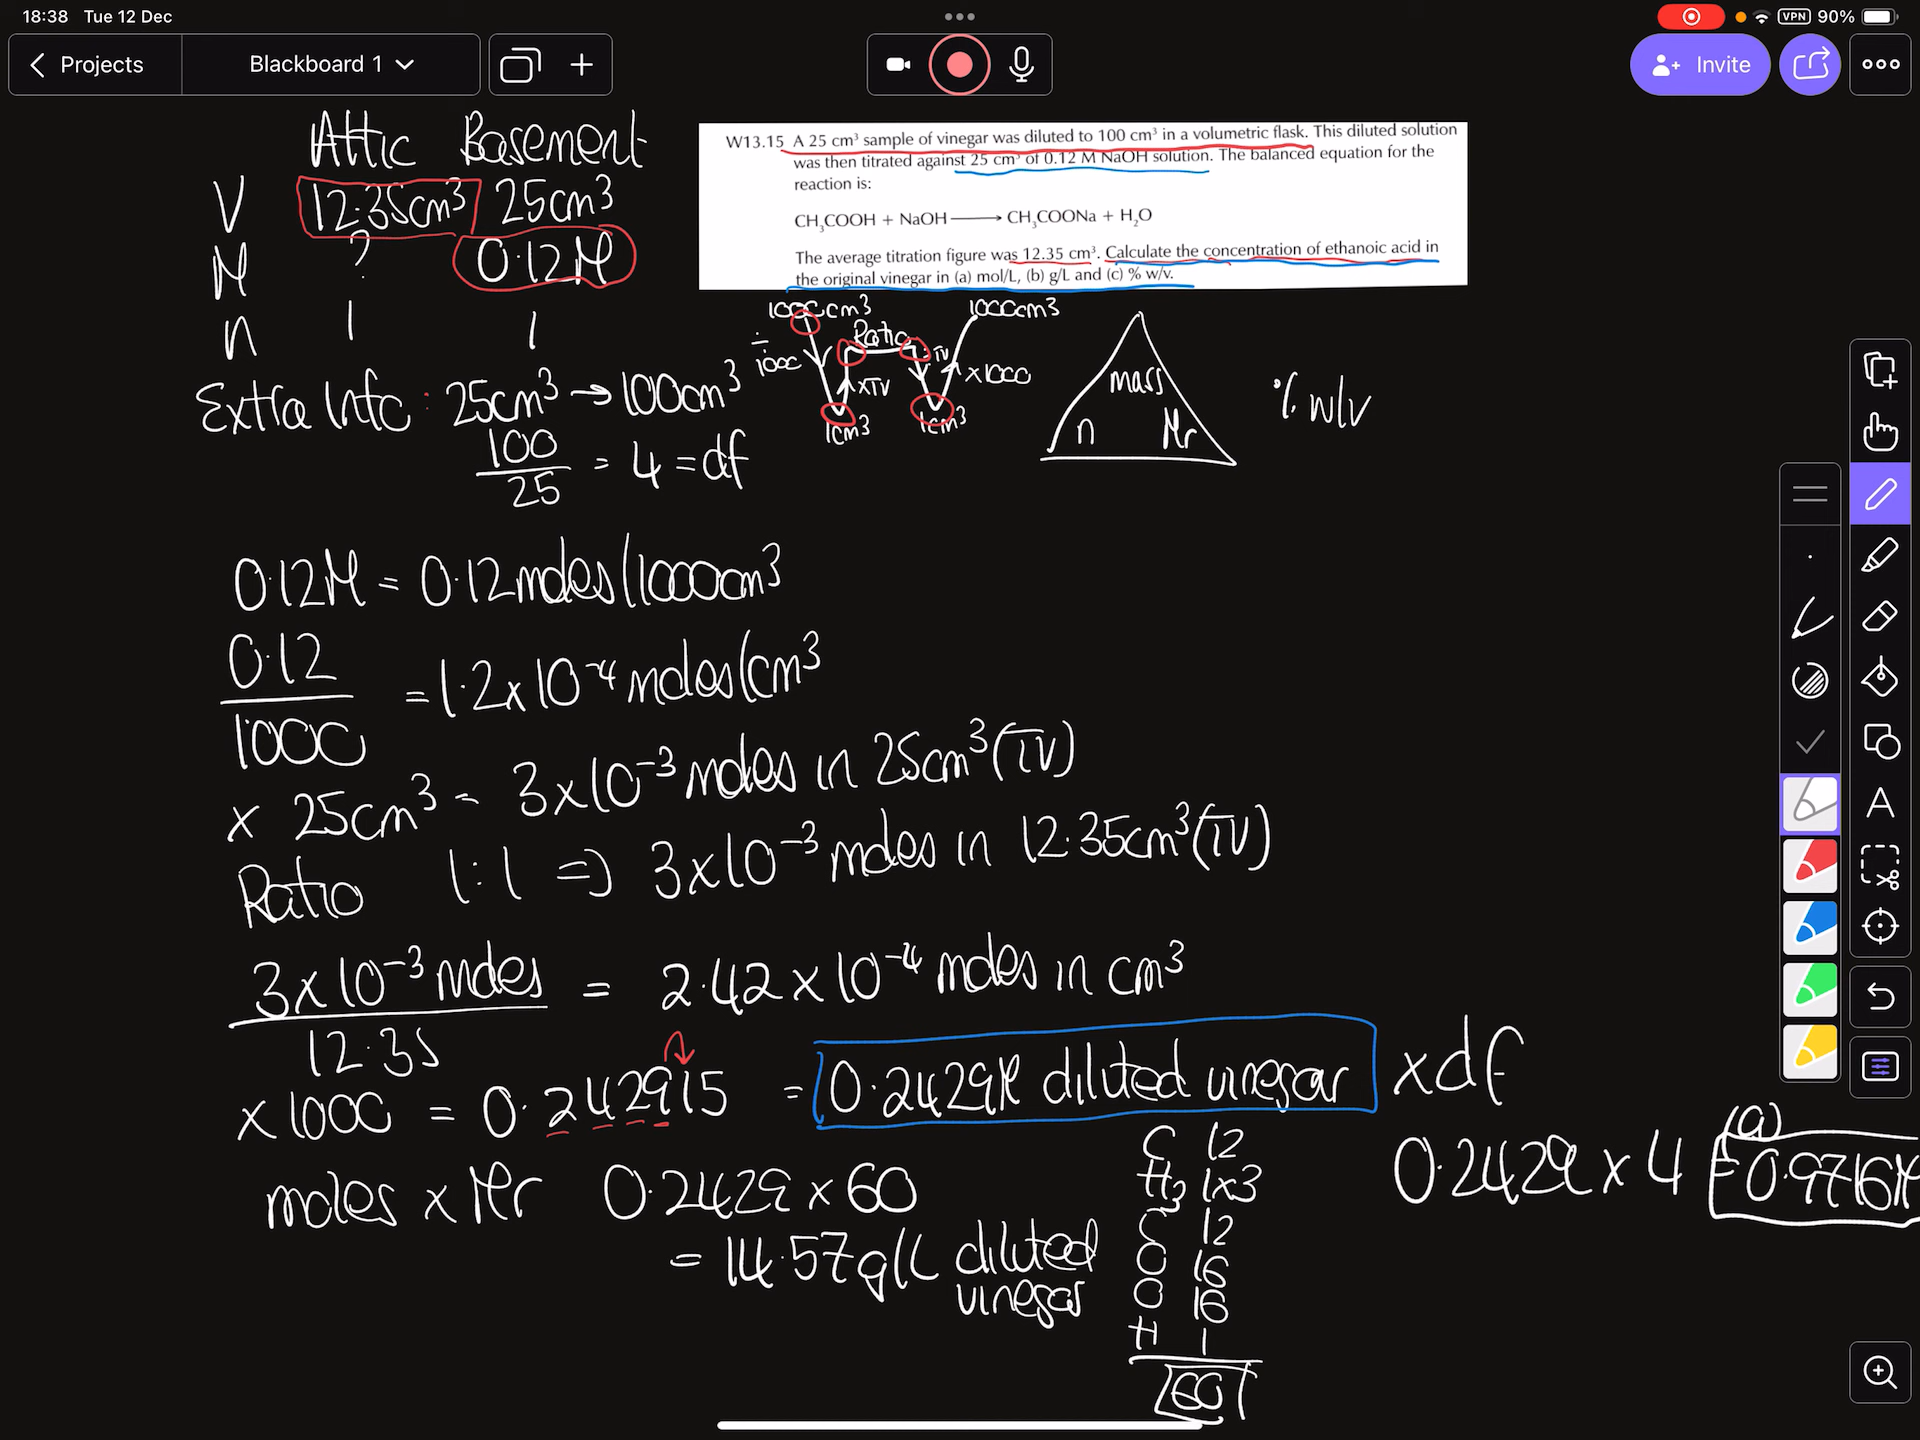 18:38 Tue 12 Dec
VPN 90%
Projects
Blackboard 1
Invite
Attic Basement
V 12.35cm³ 25cm³
M ? 0.12M
n 1 1
Extra Info: 25cm³ → 100cm³
100
25
= 4 = df
W13.15 A 25 cm³ sample of vinegar was diluted to 100 cm³ in a volumetric flask. This diluted solution
was then titrated against 25 cm³ of 0.12 M NaOH solution. The balanced equation for the
reaction is:
CH₃COOH + NaOH ⟶ CH₃COONa + H₂O
The average titration figure was 12.35 cm³. Calculate the concentration of ethanoic acid in
the original vinegar in (a) mol/L, (b) g/L and (c) % w/v.
1000cm³ 1000cm³
÷
1000
Ratio
÷TV
xTV
x1000
1cm³ 1cm³
mass
n Mr
% w/v
0.12M = 0.12moles/1000cm³
0.12
1000
= 1.2x10⁻⁴ moles/cm³
x 25cm³ = 3x10⁻³ moles in 25cm³ (TV)
Ratio 1:1 => 3x10⁻³ moles in 12.35cm³ (TV)
3x10⁻³ moles
12.35
= 2.42 x 10⁻⁴ moles in cm³
x 1000 = 0.242915 = 0.2429M diluted vinegar x df
(a)
0.2429 x 4 = 0.9716M
moles x Mr 0.2429 x 60
= 14.57g/L diluted
vinegar
C 12
H₃ 1x3
C 12
O 16
O 16
H 1
60
A